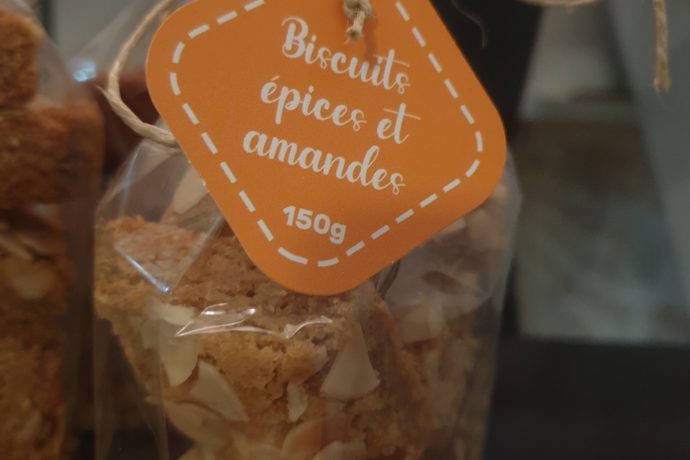 Biscuits
épices et
amandes
150g